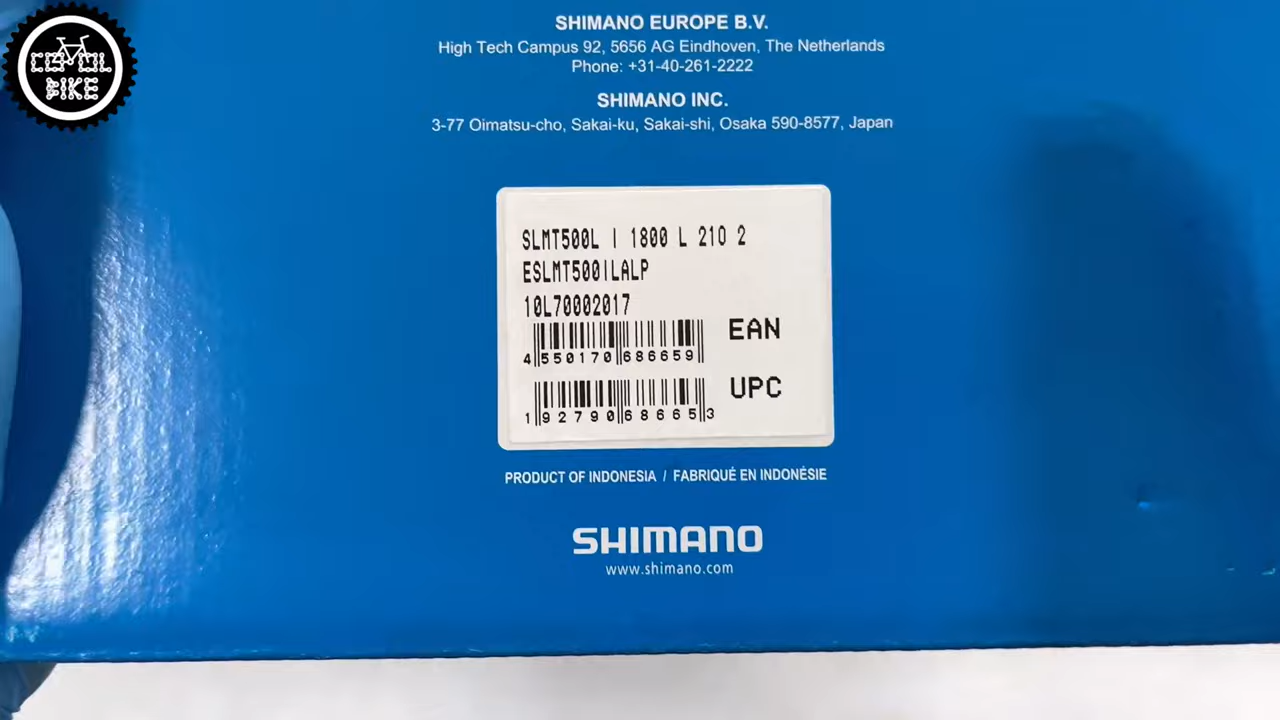 CEMOL
BIKE
SHIMANO EUROPE B.V.
High Tech Campus 92, 5656 AG Eindhoven, The Netherlands
Phone: +31-40-261-2222
SHIMANO INC.
3-77 Oimatsu-cho, Sakai-ku, Sakai-shi, Osaka 590-8577, Japan
SLMT500L I 1800 L 210 2
ESLMT500ILALP
10L70002017
4 550170 686659 EAN
1 92790 68665 3 UPC
PRODUCT OF INDONESIA / FABRIQUÉ EN INDONÉSIE
SHIMANO
www.shimano.com